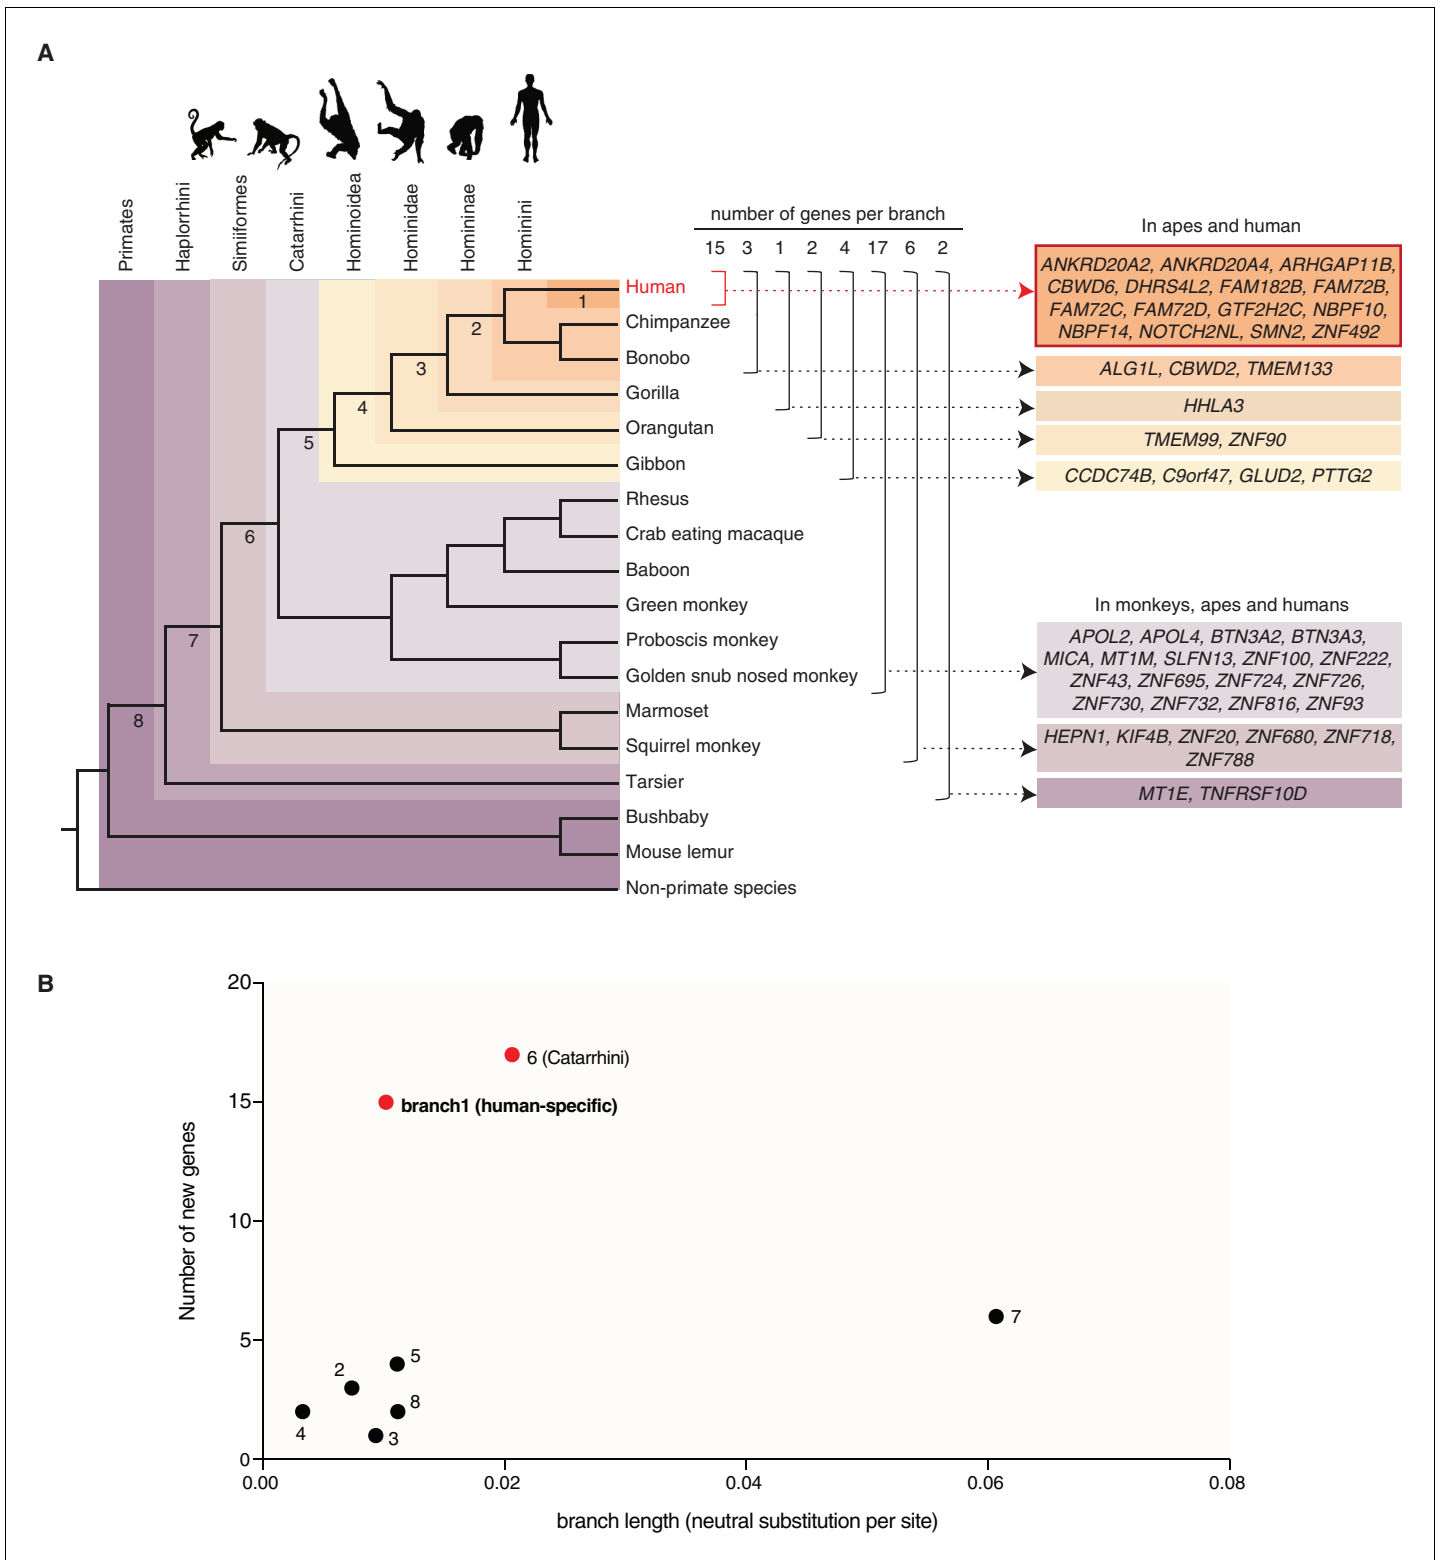 A
Primates
Haplorrhini
Similformes
Catarrhini
Hominoidea
Hominidae
Homininae
Hominini
number of genes per branch
15 3 1 2 4 17 6 2
In apes and human
Human
Chimpanzee
Bonobo
Gorilla
Orangutan
Gibbon
Rhesus
Crab eating macaque
Baboon
Green monkey
Proboscis monkey
Golden snub nosed monkey
Marmoset
Squirrel monkey
Tarsier
Bushbaby
Mouse lemur
Non-primate species
1
2
3
4
5
6
7
8
ANKRD20A2, ANKRD20A4, ARHGAP11B,
CBWD6, DHRS4L2, FAM182B, FAM72B,
FAM72C, FAM72D, GTF2H2C, NBPF10,
NBPF14, NOTCH2NL, SMN2, ZNF492
ALG1L, CBWD2, TMEM133
HHLA3
TMEM99, ZNF90
CCDC74B, C9orf47, GLUD2, PTTG2
In monkeys, apes and humans
APOL2, APOL4, BTN3A2, BTN3A3,
MICA, MT1M, SLFN13, ZNF100, ZNF222,
ZNF43, ZNF695, ZNF724, ZNF726,
ZNF730, ZNF732, ZNF816, ZNF93
HEPN1, KIF4B, ZNF20, ZNF680, ZNF718,
ZNF788
MT1E, TNFRSF10D
B
Number of new genes
20
15
10
5
0
6 (Catarrhini)
branch1 (human-specific)
7
5
2
8
4
3
0.00 0.02 0.04 0.06 0.08
branch length (neutral substitution per site)